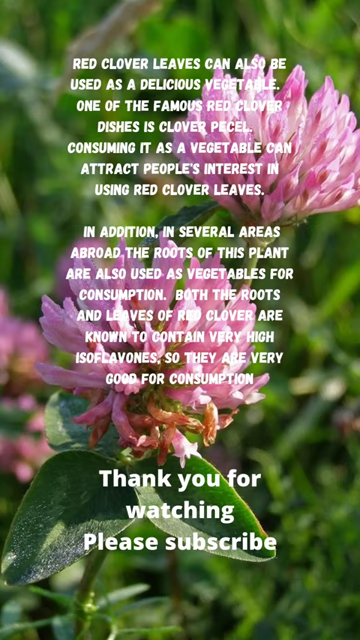 RED CLOVER LEAVES CAN ALSO BE
USED AS A DELICIOUS VEGETABLE.
ONE OF THE FAMOUS RED CLOVER
DISHES IS CLOVER PECEL.
CONSUMING IT AS A VEGETABLE CAN
ATTRACT PEOPLE'S INTEREST IN
USING RED CLOVER LEAVES.
IN ADDITION, IN SEVERAL AREAS
ABROAD THE ROOTS OF THIS PLANT
ARE ALSO USED AS VEGETABLES FOR
CONSUMPTION. BOTH THE ROOTS
AND LEAVES OF RED CLOVER ARE
KNOWN TO CONTAIN VERY HIGH
ISOFLAVONES, SO THEY ARE VERY
GOOD FOR CONSUMPTION
Thank you for
watching
Please subscribe